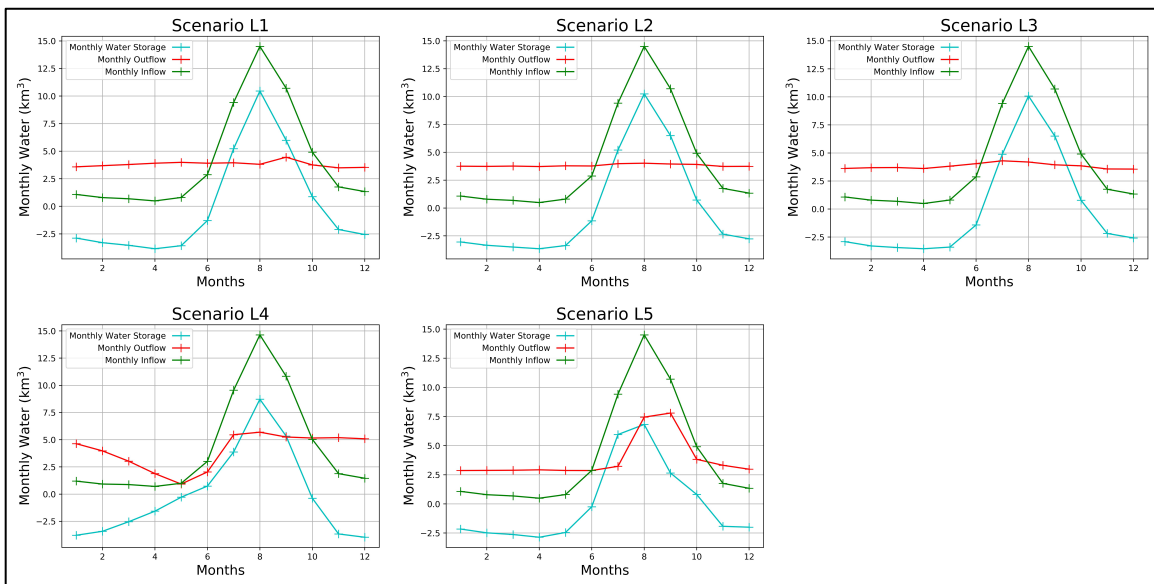 Scenario L1
Monthly Water (km³)
15.0
12.5
10.0
7.5
5.0
2.5
0.0
−2.5
Monthly Water Storage
Monthly Outflow
Monthly Inflow
2 4 6 8 10 12
Months
Scenario L2
Monthly Water (km³)
15.0
12.5
10.0
7.5
5.0
2.5
0.0
−2.5
Monthly Water Storage
Monthly Outflow
Monthly Inflow
2 4 6 8 10 12
Months
Scenario L3
Monthly Water (km³)
15.0
12.5
10.0
7.5
5.0
2.5
0.0
−2.5
Monthly Water Storage
Monthly Outflow
Monthly Inflow
2 4 6 8 10 12
Months
Scenario L4
Monthly Water (km³)
15.0
12.5
10.0
7.5
5.0
2.5
0.0
−2.5
Monthly Water Storage
Monthly Outflow
Monthly Inflow
2 4 6 8 10 12
Months
Scenario L5
Monthly Water (km³)
15.0
12.5
10.0
7.5
5.0
2.5
0.0
−2.5
Monthly Water Storage
Monthly Outflow
Monthly Inflow
2 4 6 8 10 12
Months